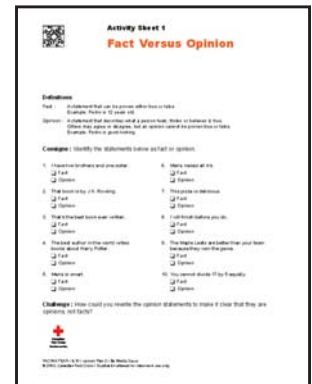 Activity Sheet 1
Fact Versus Opinion
Definitions
Fact : A statement that can be proven either true or false.
Example: Pedro is 12 years old.
Opinion : A statement that describes what a person feels, thinks or believes is true.
Others may agree or disagree, but an opinion cannot be proven true or false.
Example: Pedro is good-looking.
Consigne : Identify the statements below as fact or opinion.
1. I have five brothers and one sister.
Fact
Opinion
2. That book is by J.K. Rowling.
Fact
Opinion
3. That is the best book ever written.
Fact
Opinion
4. The best author in the world writes
books about Harry Potter.
Fact
Opinion
5. Maria is smart.
Fact
Opinion
6. Maria makes all A's.
Fact
Opinion
7. This pizza is delicious.
Fact
Opinion
8. I will finish before you do.
Fact
Opinion
9. The Maple Leafs are better than your team
because they won the game.
Fact
Opinion
10. You cannot divide 17 by 5 equally.
Fact
Opinion
Challenge : How could you rewrite the opinion statements to make it clear that they are
opinions, not facts?
Canadian Red Cross